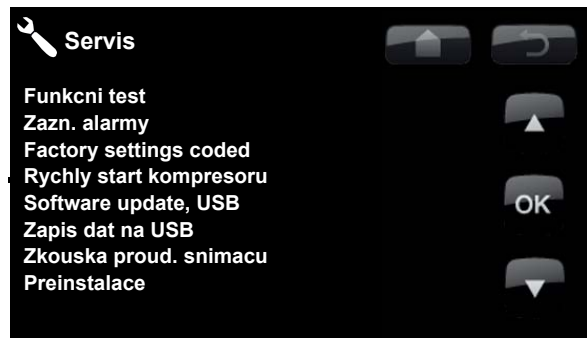 Servis
Funkcni test
Zazn. alarmy
Factory settings coded
Rychly start kompresoru
Software update, USB
OK
Zapis dat na USB
Zkouska proud. snimacu
Preinstalace